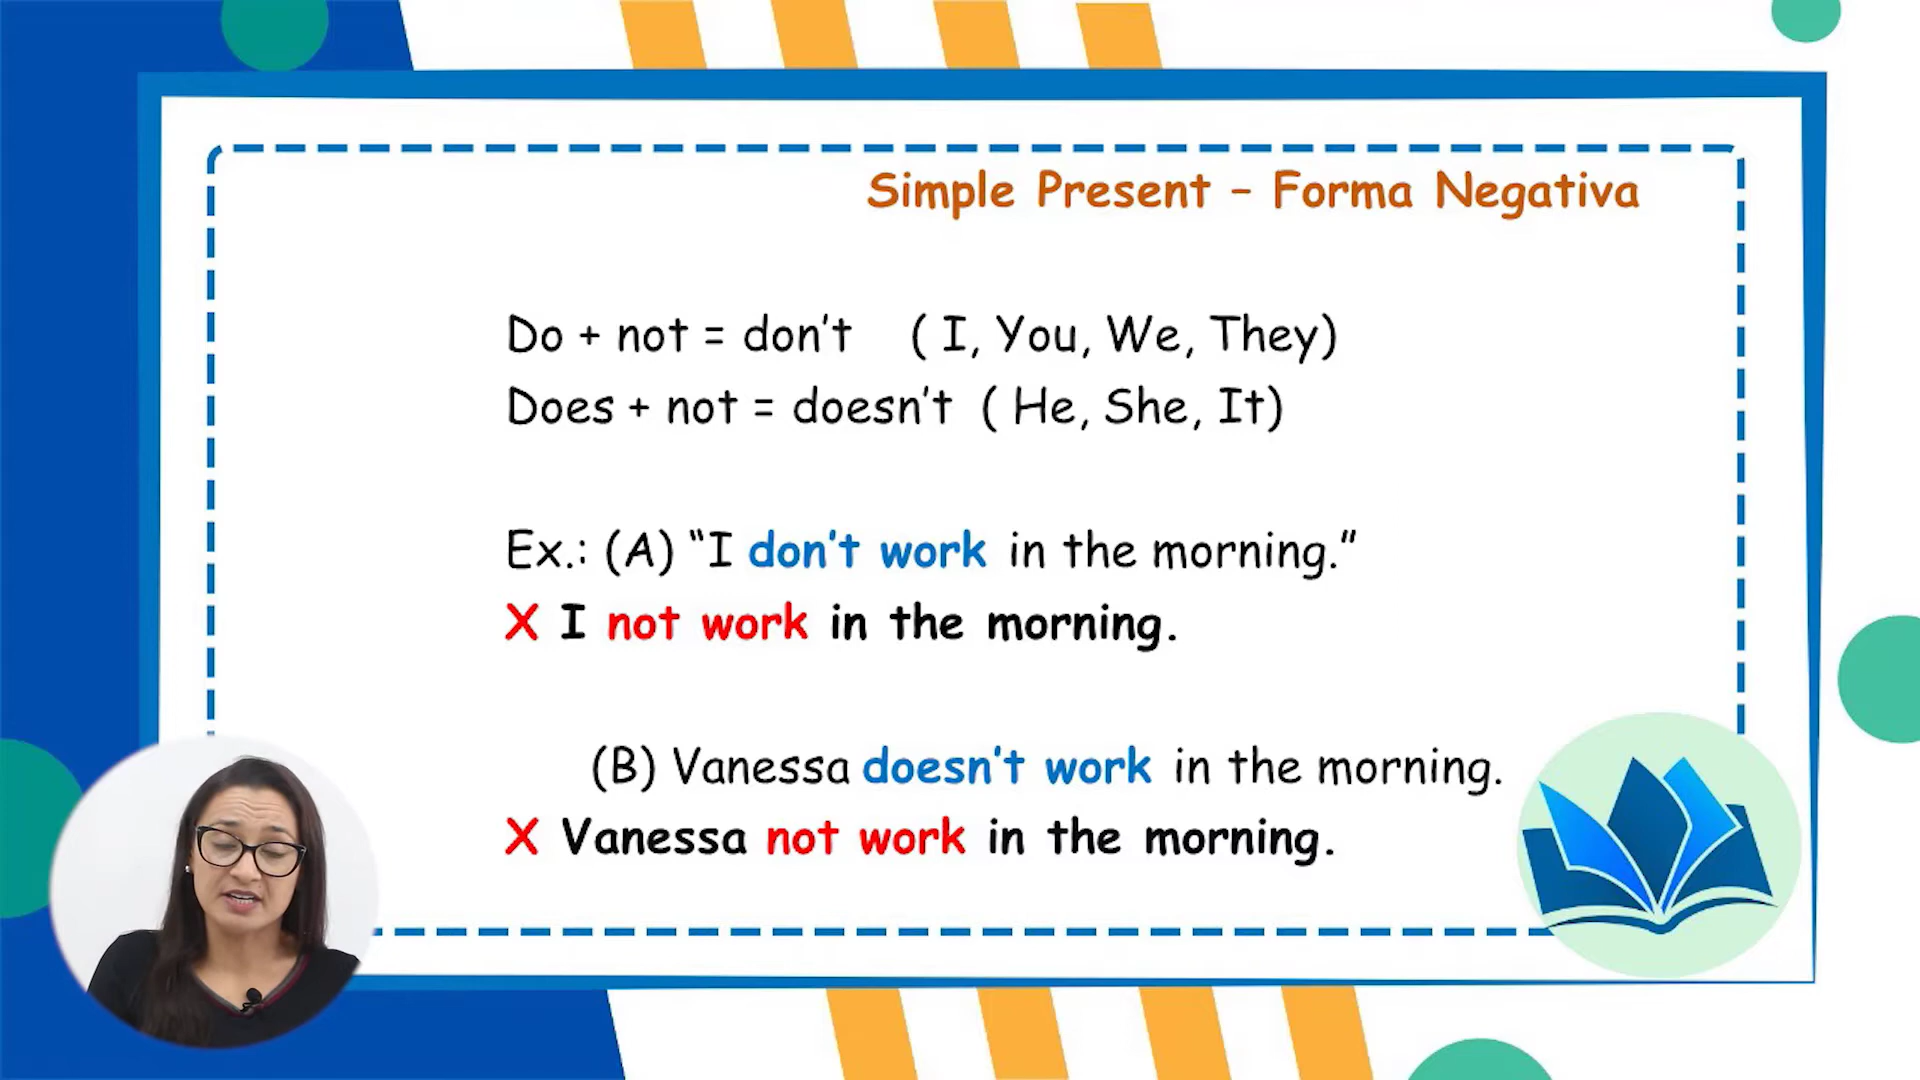 Simple Present – Forma Negativa
Do + not = don’t ( I, You, We, They)
Does + not = doesn’t ( He, She, It)
Ex.: (A) “I don’t work in the morning.”
X I not work in the morning.
(B) Vanessa doesn’t work in the morning.
X Vanessa not work in the morning.